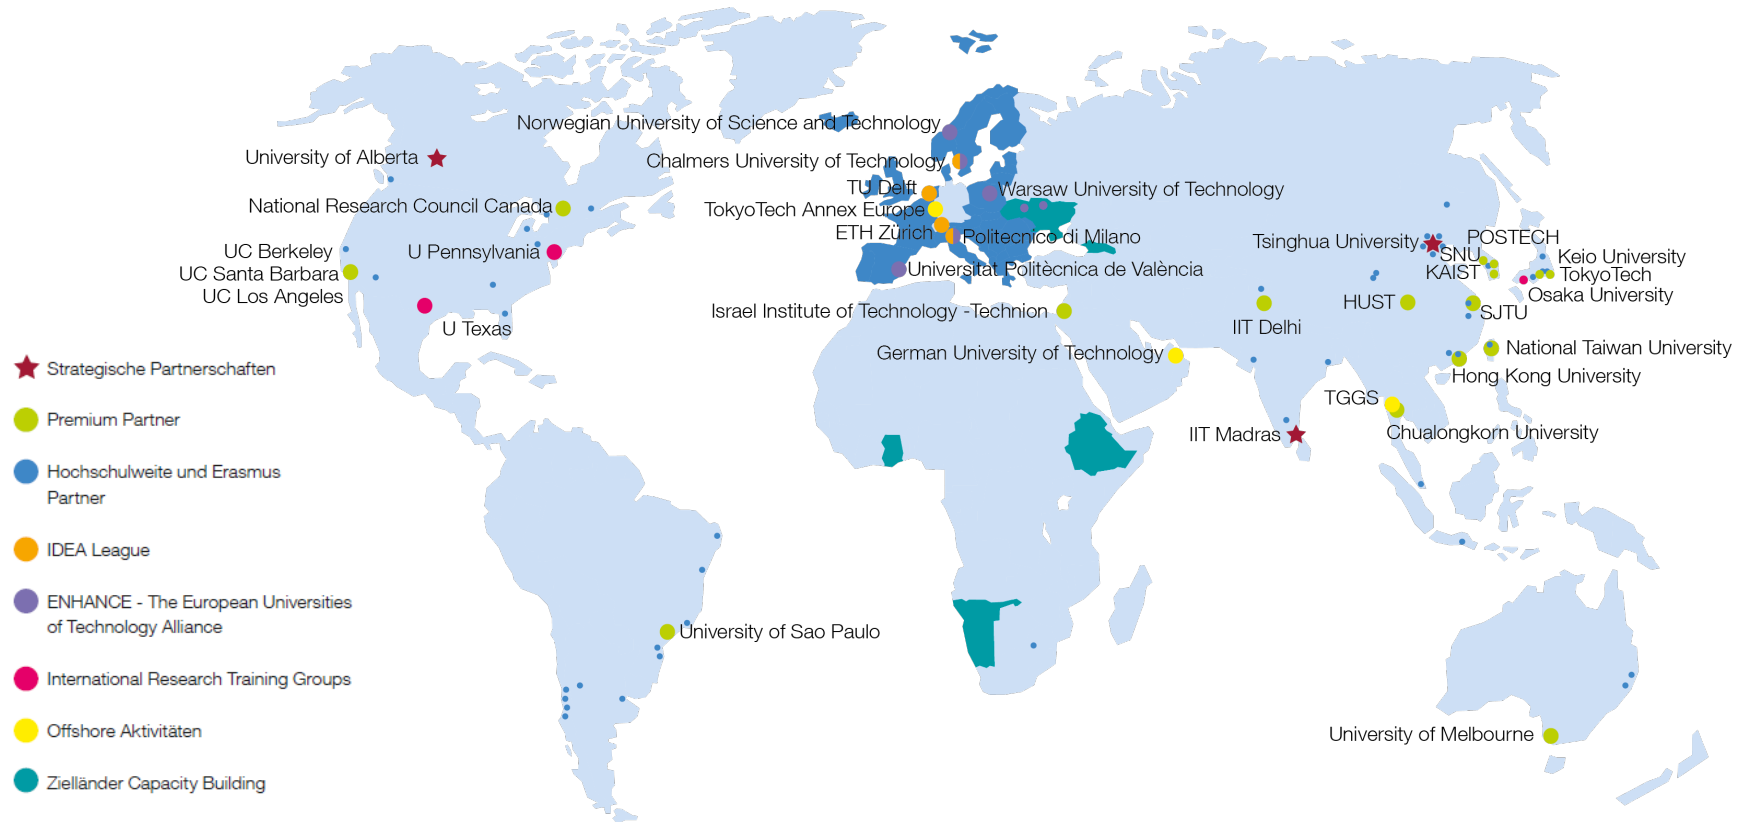 Norwegian University of Science and Technology
University of Alberta
Chalmers University of Technology
TU Delft
Warsaw University of Technology
National Research Council Canada
TokyoTech Annex Europe
ETH Zürich
Politecnico di Milano
UC Berkeley
U Pennsylvania
Tsinghua University
POSTECH
SNU
Keio University
UC Santa Barbara
Universitat Politècnica de València
KAIST
TokyoTech
UC Los Angeles
Osaka University
HUST
Israel Institute of Technology -Technion
SJTU
U Texas
IIT Delhi
German University of Technology
National Taiwan University
Hong Kong University
TGGS
Chualongkorn University
IIT Madras
University of Sao Paulo
University of Melbourne
Strategische Partnerschaften
Premium Partner
Hochschulweite und Erasmus
Partner
IDEA League
ENHANCE - The European Universities
of Technology Alliance
International Research Training Groups
Offshore Aktivitäten
Zielländer Capacity Building